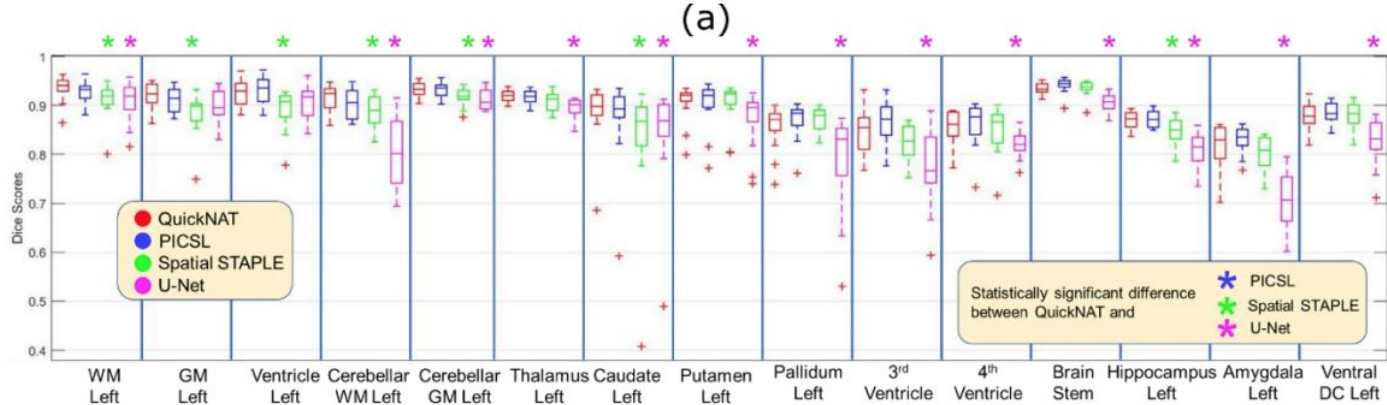 (a)
* * * * * * * * * * * * * * * * * * * *
Dice Scores
1
0.9
0.8
0.7
0.6
0.5
0.4
QuickNAT
PICSL
Spatial STAPLE
U-Net
Statistically significant difference
between QuickNAT and
* PICSL
* Spatial STAPLE
* U-Net
WM
Left
GM
Left
Ventricle
Left
Cerebellar
WM Left
Cerebellar
GM Left
Thalamus
Left
Caudate
Left
Putamen
Left
Pallidum
Left
3rd
Ventricle
4th
Ventricle
Brain
Stem
Hippocampus
Left
Amygdala
Left
Ventral
DC Left